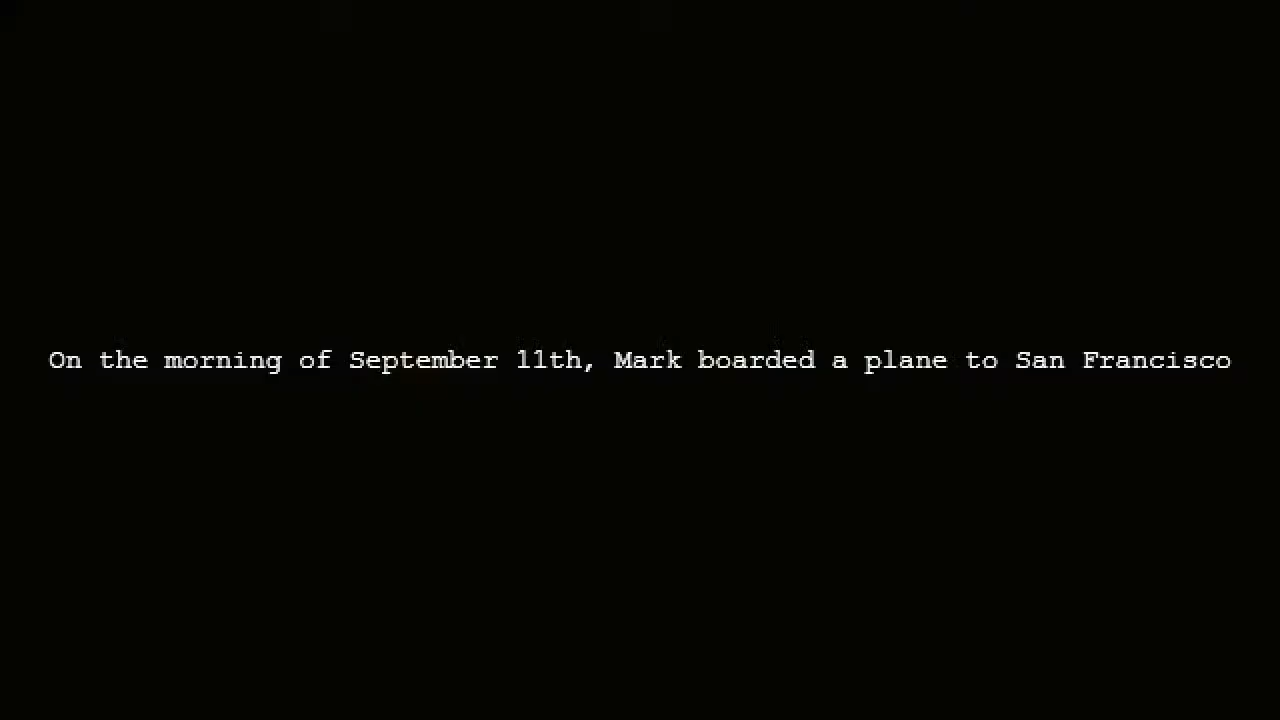 On the morning of September 11th, Mark boarded a plane to San Francisco